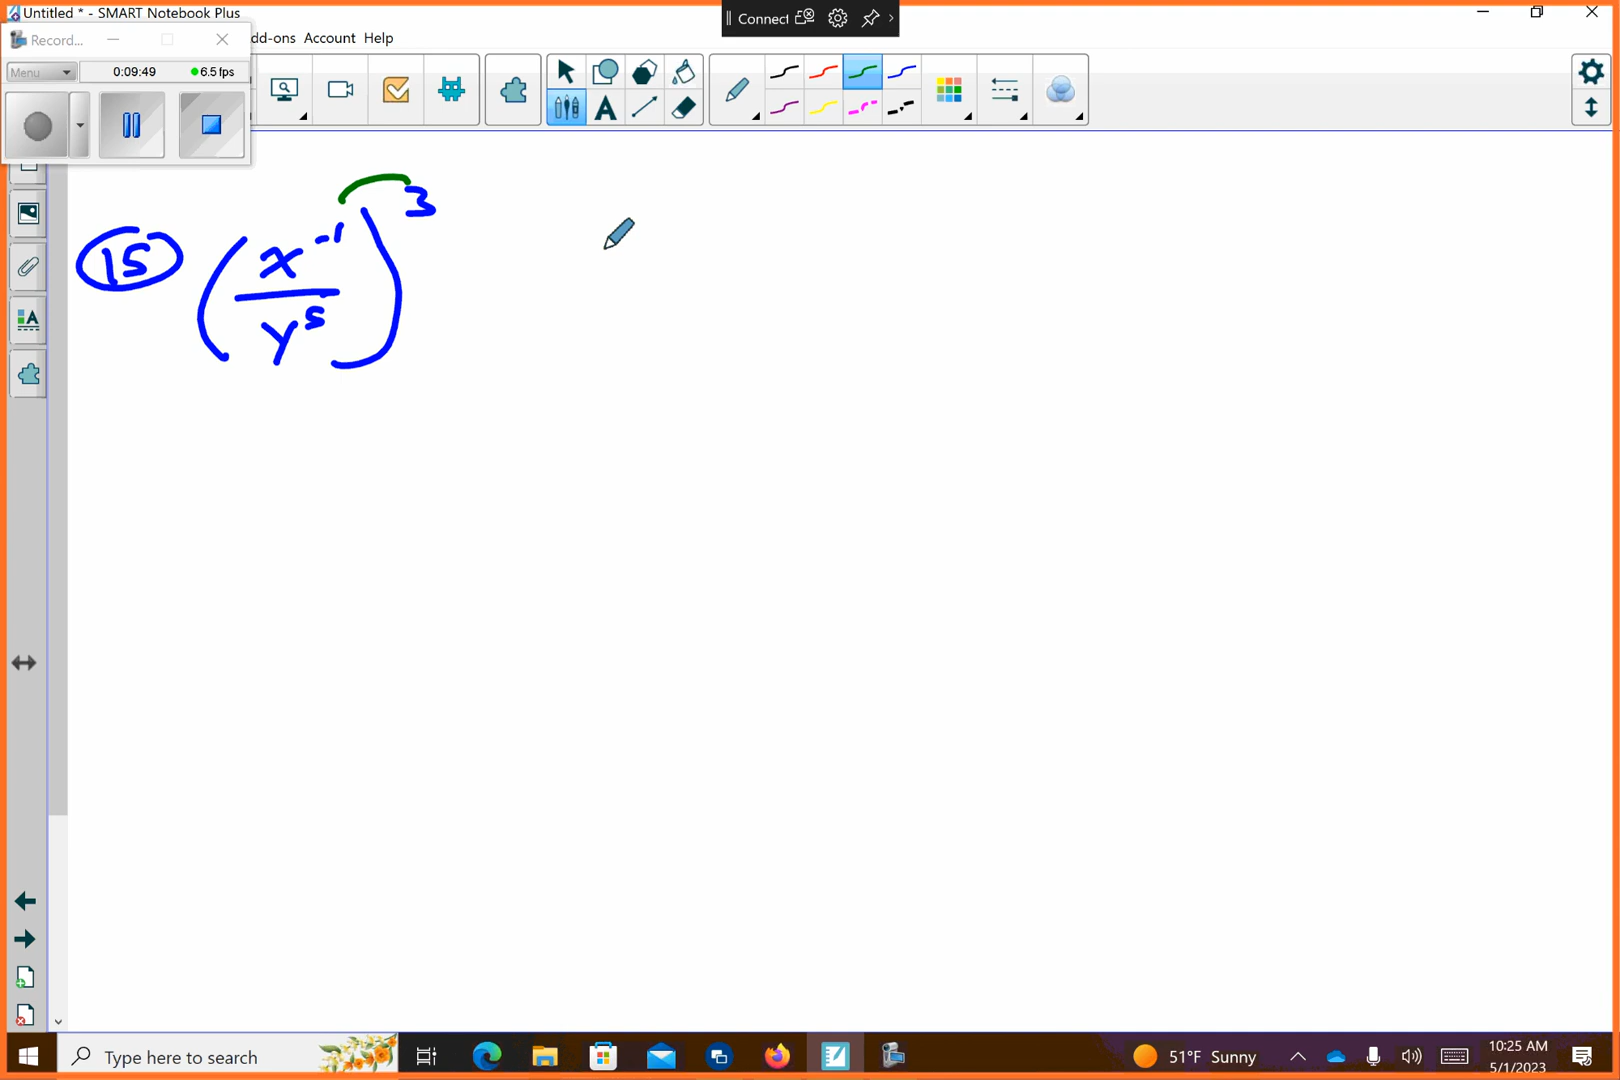 Untitled * - SMART Notebook Plus
Connect
Record...
dd-ons Account Help
Menu
0:09:49
6.5 fps
A
15 ( x^-1 / y^5 )^3
A
Type here to search
51°F Sunny
10:25 AM
5/1/2023